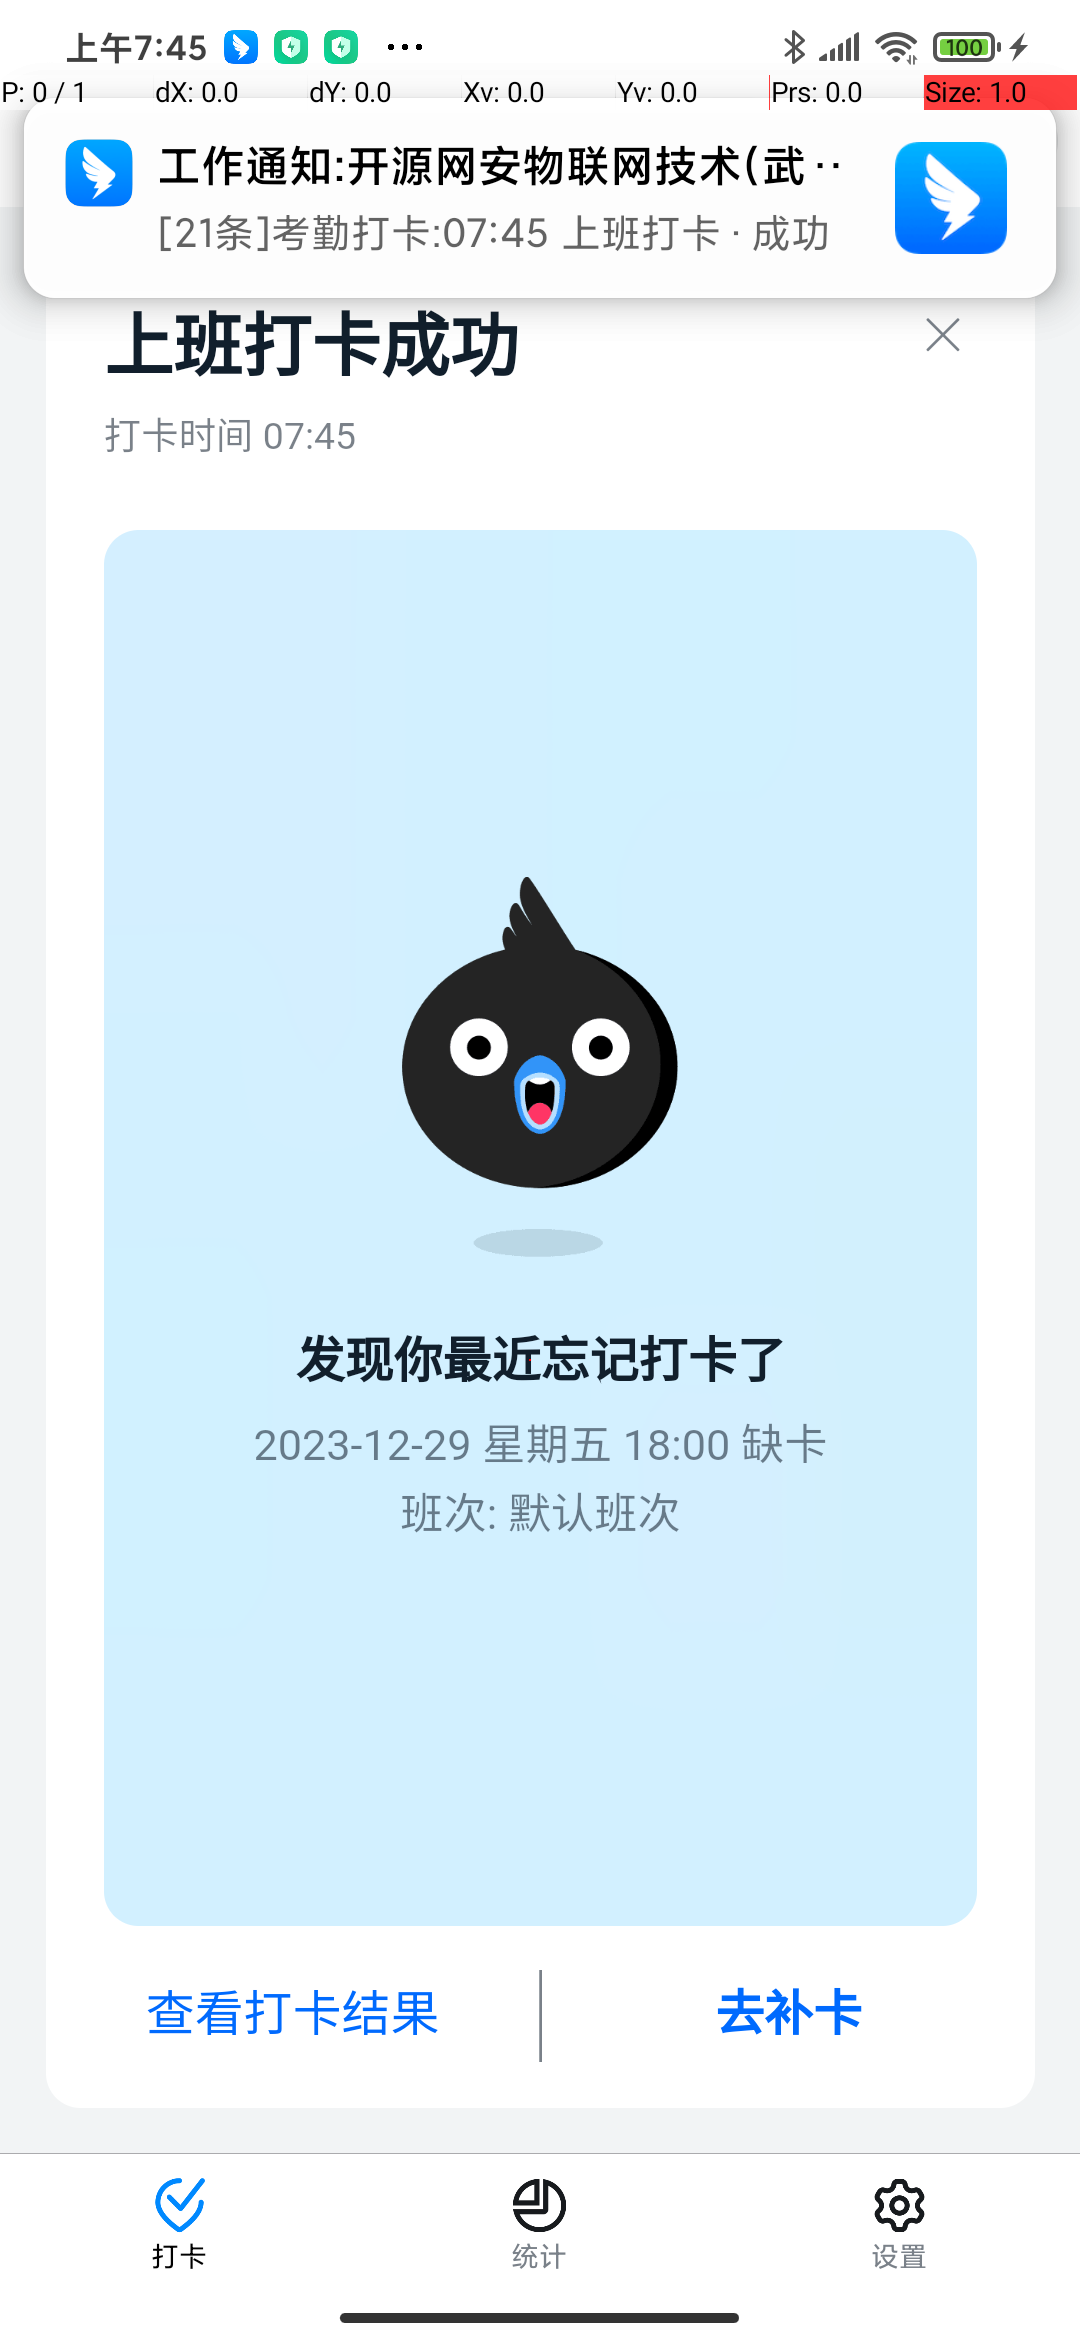 上午7:45 ··· 100
P: 0 / 1 dX: 0.0 dY: 0.0 Xv: 0.0 Yv: 0.0 Prs: 0.0 Size: 1.0
工作通知:开源网安物联网技术(武··
[21条]考勤打卡:07:45 上班打卡 · 成功
上班打卡成功
打卡时间 07:45
发现你最近忘记打卡了
2023-12-29 星期五 18:00 缺卡
班次: 默认班次
查看打卡结果 去补卡
打卡 统计 设置